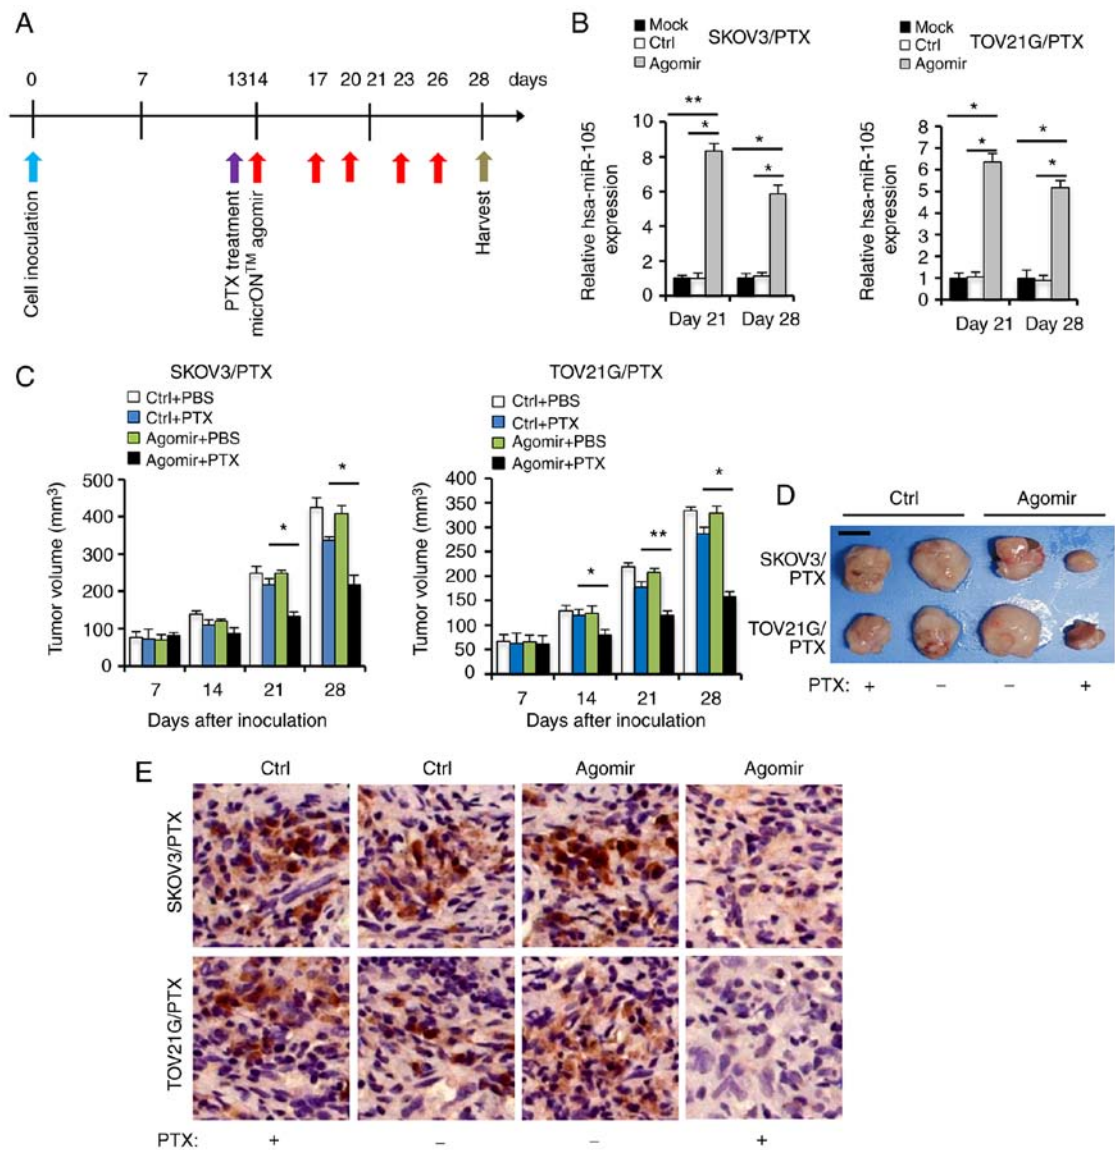 A
0 7 13 14 17 20 21 23 26 28 days
Cell inoculation
PTX treatment
micrON™ agomir
Harvest
B
Mock
Ctrl
Agomir
SKOV3/PTX
Relative hsa-miR-105
expression
10
8
6
4
2
0
**
*
*
*
Day 21 Day 28
Mock
Ctrl
Agomir
TOV21G/PTX
Relative hsa-miR-105
expression
8
7
6
5
4
3
2
1
0
*
*
*
*
Day 21 Day 28
C
SKOV3/PTX
Ctrl+PBS
Ctrl+PTX
Agomir+PBS
Agomir+PTX
Tumor volume (mm³)
500
400
300
200
100
0
*
*
7 14 21 28
Days after inoculation
TOV21G/PTX
Ctrl+PBS
Ctrl+PTX
Agomir+PBS
Agomir+PTX
Tumor volume (mm³)
400
350
300
250
200
150
100
50
0
*
**
*
7 14 21 28
Days after inoculation
D
Ctrl Agomir
SKOV3/
PTX
TOV21G/
PTX
PTX: + − − +
E
Ctrl Ctrl Agomir Agomir
SKOV3/PTX
TOV21G/PTX
PTX: + − − +